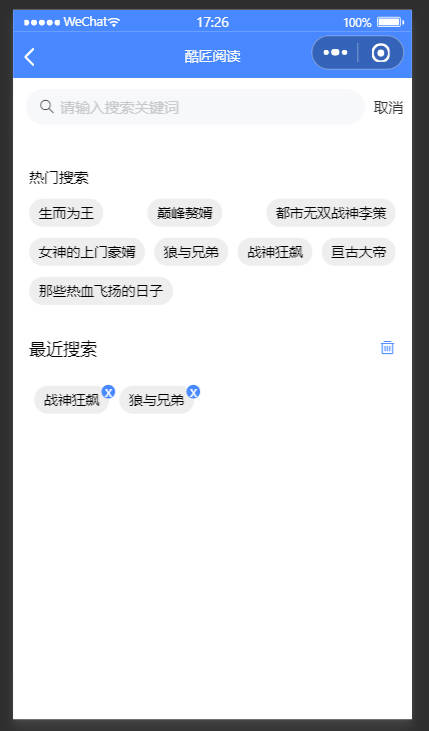 WeChat 17:26 100%
酷匠阅读
请输入搜索关键词 取消
热门搜索
生而为王 巅峰赘婿 都市无双战神李策
女神的上门豪婿 狼与兄弟 战神狂飙 亘古大帝
那些热血飞扬的日子
最近搜索
战神狂飙 X 狼与兄弟 X